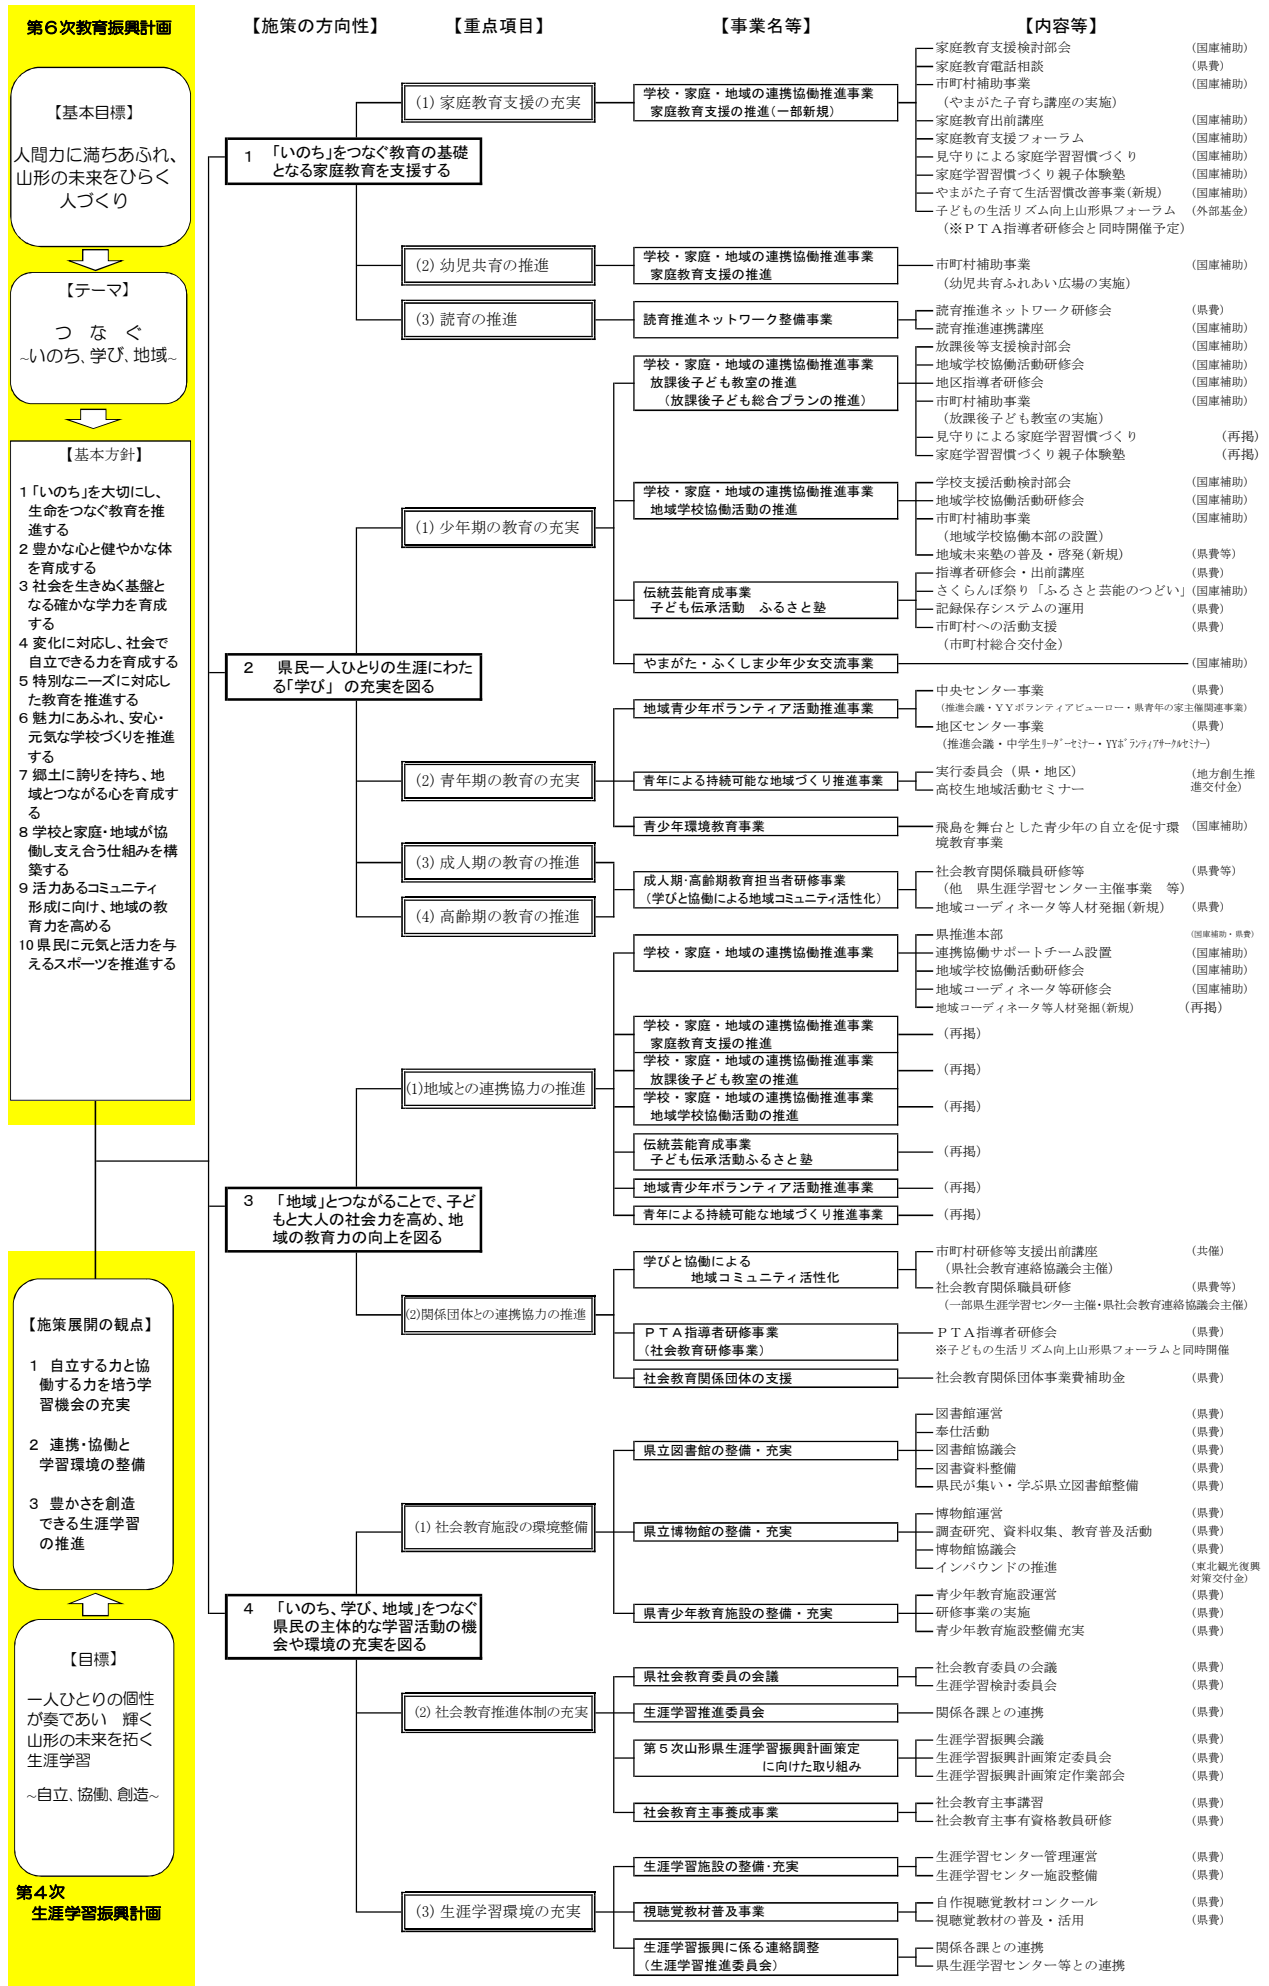 第６次教育振興計画
【施策の方向性】
【重点項目】
【事業名等】
【内容等】
【基本目標】
人間力に満ちあふれ、
山形の未来をひらく
人づくり
【テーマ】
つ な ぐ
~いのち、学び、地域~
【基本方針】
１「いのち」を大切にし、
生命をつなぐ教育を推
進する
２ 豊かな心と健やかな体
を育成する
３ 社会を生きぬく基盤と
なる確かな学力を育成
する
４ 変化に対応し、社会で
自立できる力を育成する
５ 特別なニーズに対応し
た教育を推進する
６ 魅力にあふれ、安心・
元気な学校づくりを推進
する
７ 郷土に誇りを持ち、地
域とつながる心を育成す
る
８ 学校と家庭・地域が協
働し支え合う仕組みを構
築する
９ 活力あるコミュニティ
形成に向け、地域の教
育力を高める
10 県民に元気と活力を与
えるスポーツを推進する
【施策展開の観点】
１ 自立する力と協
働する力を培う学
習機会の充実
２ 連携・協働と
学習環境の整備
３ 豊かさを創造
できる生涯学習
の推進
【目標】
一人ひとりの個性
が奏であい 輝く
山形の未来を拓く
生涯学習
~自立、協働、創造~
第４次
生涯学習振興計画
１ 「いのち」をつなぐ教育の基礎
となる家庭教育を支援する
(1) 家庭教育支援の充実
学校・家庭・地域の連携協働推進事業
家庭教育支援の推進(一部新規)
家庭教育支援検討部会 (国庫補助)
家庭教育電話相談 (県費)
市町村補助事業 (国庫補助)
(やまがた子育ち講座の実施)
家庭教育出前講座 (国庫補助)
家庭教育支援フォーラム (国庫補助)
見守りによる家庭学習習慣づくり (国庫補助)
家庭学習習慣づくり親子体験塾 (国庫補助)
やまがた子育て生活習慣改善事業(新規) (国庫補助)
子どもの生活リズム向上山形県フォーラム (外部基金)
(※ＰＴＡ指導者研修会と同時開催予定)
(2) 幼児共育の推進
学校・家庭・地域の連携協働推進事業
家庭教育支援の推進
市町村補助事業 (国庫補助)
(幼児共育ふれあい広場の実施)
(3) 読育の推進
読育推進ネットワーク整備事業
読育推進ネットワーク研修会 (県費)
読育推進連携講座 (国庫補助)
２ 県民一人ひとりの生涯にわた
る「学び」 の充実を図る
(1) 少年期の教育の充実
学校・家庭・地域の連携協働推進事業
放課後子ども教室の推進
(放課後子ども総合プランの推進)
放課後等支援検討部会 (国庫補助)
地域学校協働活動研修会 (国庫補助)
地区指導者研修会 (国庫補助)
市町村補助事業 (国庫補助)
(放課後子ども教室の実施)
見守りによる家庭学習習慣づくり (再掲)
家庭学習習慣づくり親子体験塾 (再掲)
学校・家庭・地域の連携協働推進事業
地域学校協働活動の推進
学校支援活動検討部会 (国庫補助)
地域学校協働活動研修会 (国庫補助)
市町村補助事業 (国庫補助)
(地域学校協働本部の設置)
地域未来塾の普及・啓発(新規) (県費等)
伝統芸能育成事業
子ども伝承活動 ふるさと塾
指導者研修会・出前講座 (県費)
さくらんぼ祭り「ふるさと芸能のつどい」 (国庫補助)
記録保存システムの運用 (県費)
市町村への活動支援 (県費)
(市町村総合交付金)
やまがた・ふくしま少年少女交流事業 (国庫補助)
(2) 青年期の教育の充実
地域青少年ボランティア活動推進事業
中央センター事業 (県費)
(推進会議・ＹＹボランティアビューロー・県青年の家主催関連事業)
地区センター事業 (県費)
(推進会議・中学生ﾘｰﾀﾞｰｾﾐﾅｰ・YYﾎﾞﾗﾝﾃｨｱｻｰｸﾙｾﾐﾅｰ)
青年による持続可能な地域づくり推進事業
実行委員会（県・地区） (地方創生推
高校生地域活動セミナー 進交付金)
青少年環境教育事業
飛島を舞台とした青少年の自立を促す環 (国庫補助)
境教育事業
(3) 成人期の教育の推進
(4) 高齢期の教育の推進
成人期・高齢期教育担当者研修事業
(学びと協働による地域コミュニティ活性化)
社会教育関係職員研修等 (県費等)
(他 県生涯学習センター主催事業 等)
地域コーディネータ等人材発掘(新規) (県費)
３ 「地域」とつながることで、子ど
もと大人の社会力を高め、地
域の教育力の向上を図る
(1)地域との連携協力の推進
学校・家庭・地域の連携協働推進事業
県推進本部 (国庫補助・県費)
連携協働サポートチーム設置 (国庫補助)
地域学校協働活動研修会 (国庫補助)
地域コーディネータ等研修会 (国庫補助)
地域コーディネータ等人材発掘(新規) (再掲)
学校・家庭・地域の連携協働推進事業
家庭教育支援の推進
(再掲)
学校・家庭・地域の連携協働推進事業
放課後子ども教室の推進
(再掲)
学校・家庭・地域の連携協働推進事業
地域学校協働活動の推進
(再掲)
伝統芸能育成事業
子ども伝承活動ふるさと塾
(再掲)
地域青少年ボランティア活動推進事業 (再掲)
青年による持続可能な地域づくり推進事業 (再掲)
(2)関係団体との連携協力の推進
学びと協働による
地域コミュニティ活性化
市町村研修等支援出前講座 (共催)
(県社会教育連絡協議会主催)
社会教育関係職員研修 (県費等)
(一部県生涯学習センター主催・県社会教育連絡協議会主催)
ＰＴＡ指導者研修事業
(社会教育研修事業)
ＰＴＡ指導者研修会 (県費)
※子どもの生活リズム向上山形県フォーラムと同時開催
社会教育関係団体の支援
社会教育関係団体事業費補助金 (県費)
４ 「いのち、学び、地域」をつなぐ
県民の主体的な学習活動の機
会や環境の充実を図る
(1) 社会教育施設の環境整備
県立図書館の整備・充実
図書館運営 (県費)
奉仕活動 (県費)
図書館協議会 (県費)
図書資料整備 (県費)
県民が集い・学ぶ県立図書館整備 (県費)
県立博物館の整備・充実
博物館運営 (県費)
調査研究、資料収集、教育普及活動 (県費)
博物館協議会 (県費)
インバウンドの推進 (東北観光復興
対策交付金)
県青少年教育施設の整備・充実
青少年教育施設運営 (県費)
研修事業の実施 (県費)
青少年教育施設整備充実 (県費)
(2) 社会教育推進体制の充実
県社会教育委員の会議
社会教育委員の会議 (県費)
生涯学習検討委員会 (県費)
生涯学習推進委員会
関係各課との連携 (県費)
第５次山形県生涯学習振興計画策定
に向けた取り組み
生涯学習振興会議 (県費)
生涯学習振興計画策定委員会 (県費)
生涯学習振興計画策定作業部会 (県費)
社会教育主事養成事業
社会教育主事講習 (県費)
社会教育主事有資格教員研修 (県費)
(3) 生涯学習環境の充実
生涯学習施設の整備・充実
生涯学習センター管理運営 (県費)
生涯学習センター施設整備 (県費)
視聴覚教材普及事業
自作視聴覚教材コンクール (県費)
視聴覚教材の普及・活用 (県費)
生涯学習振興に係る連絡調整
(生涯学習推進委員会)
関係各課との連携
県生涯学習センター等との連携